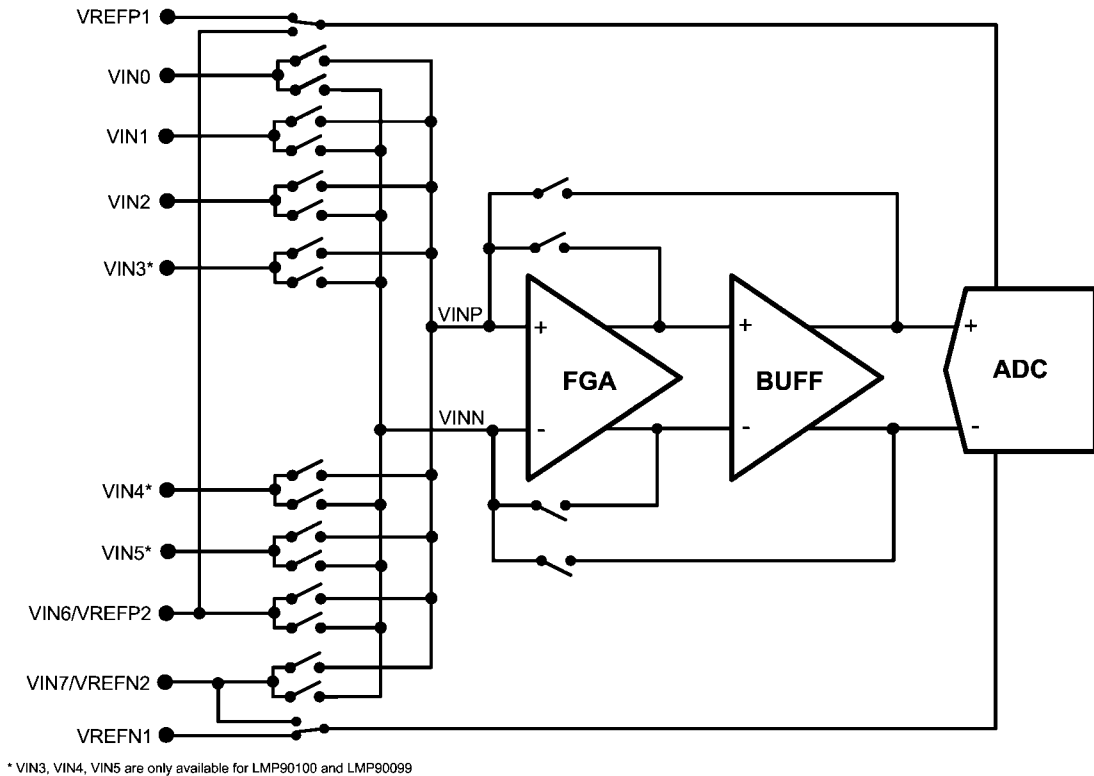 VREFP1
VIN0
VIN1
VIN2
VIN3*
VINP
+
+
+
FGA
BUFF
ADC
VINN
-
-
-
VIN4*
VIN5*
VIN6/VREFP2
VIN7/VREFN2
VREFN1
* VIN3, VIN4, VIN5 are only available for LMP90100 and LMP90099